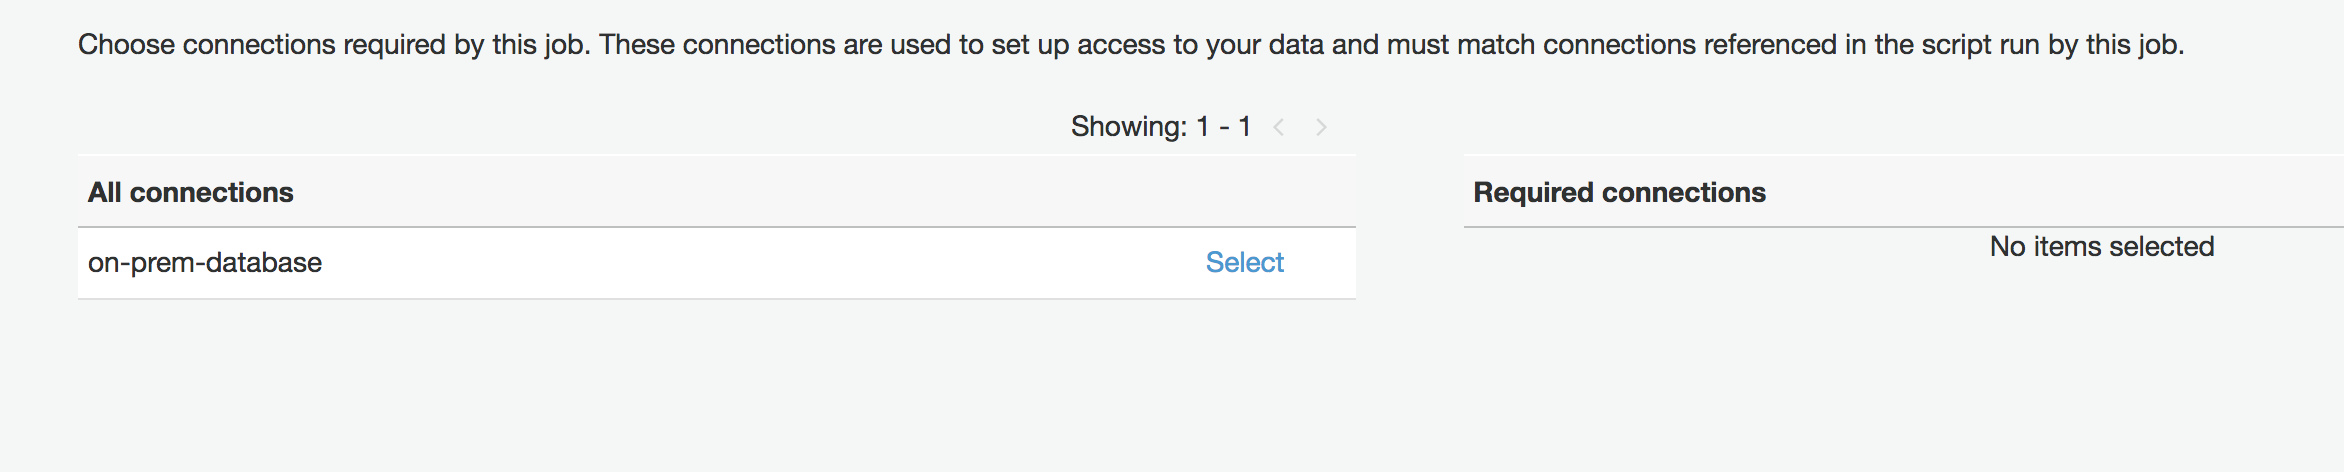 Choose connections required by this job. These connections are used to set up access to your data and must match connections referenced in the script run by this job.
Showing: 1 - 1 < >
All connections
on-prem-database Select
Required connections
No items selected